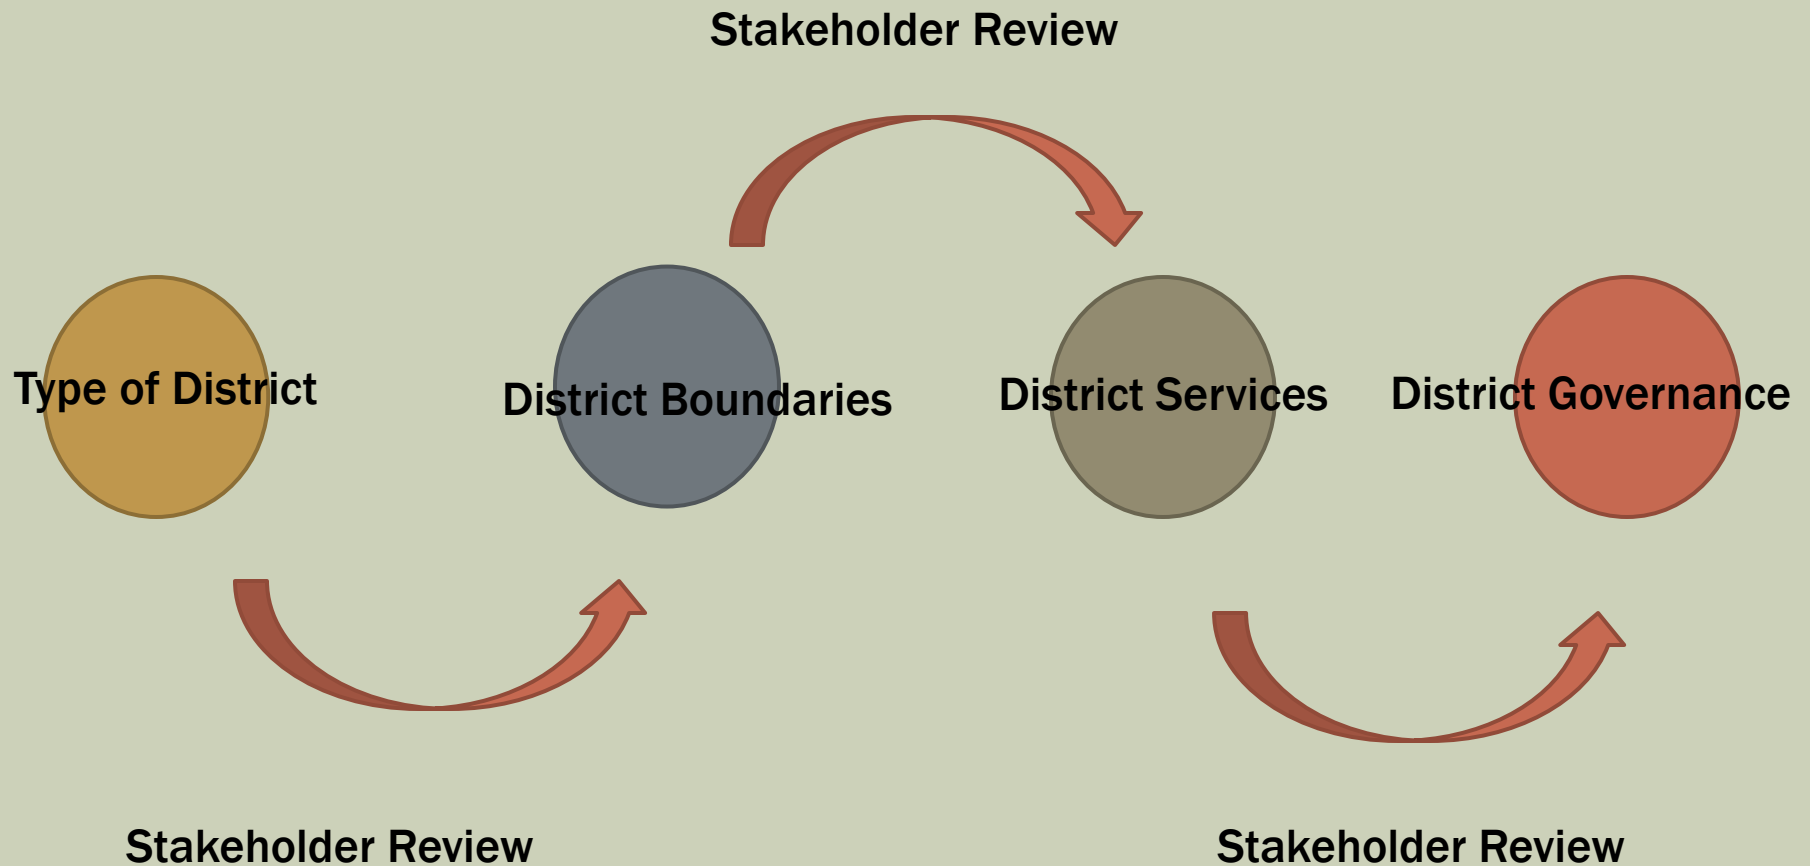 Stakeholder Review
Type of District
District Boundaries
District Services
District Governance
Stakeholder Review
Stakeholder Review